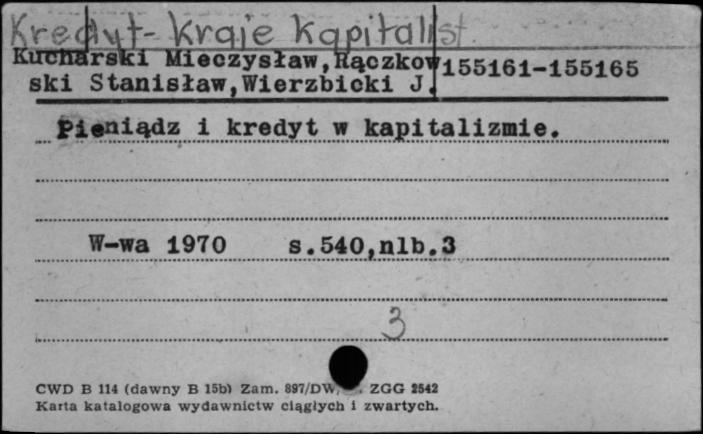 Kredyt - Kraje Kapitalist.
Kucharski Mieczysław, Rączkow
ski Stanisław, Wierzbicki J.
155161-155165
Pieniądz i kredyt w kapitalizmie.
W-wa 1970 s.540,nlb.3
3
CWD B 114 (dawny B 15b) Zam. 897/DW, ZGG 2542
Karta katalogowa wydawnictw ciągłych i zwartych.